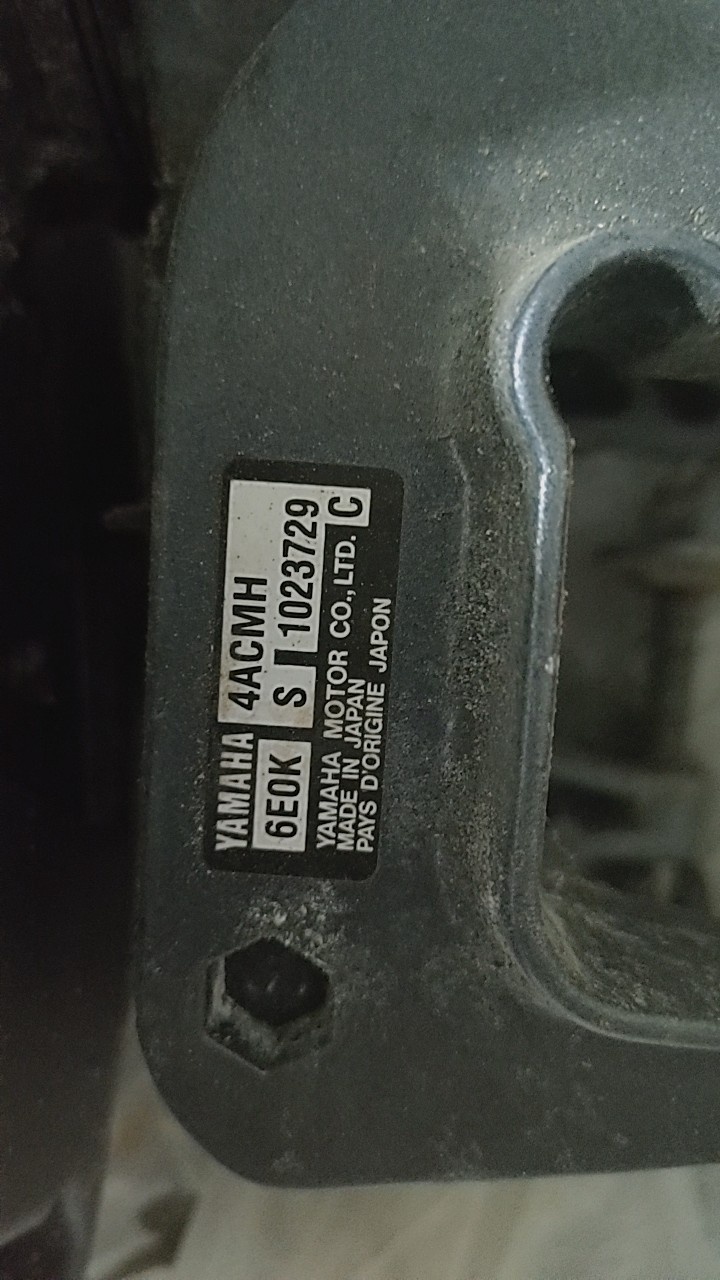 YAMAHA 4ACMH
6E0K S 1023729
YAMAHA MOTOR CO., LTD. C
MADE IN JAPAN
PAYS D'ORIGINE JAPON